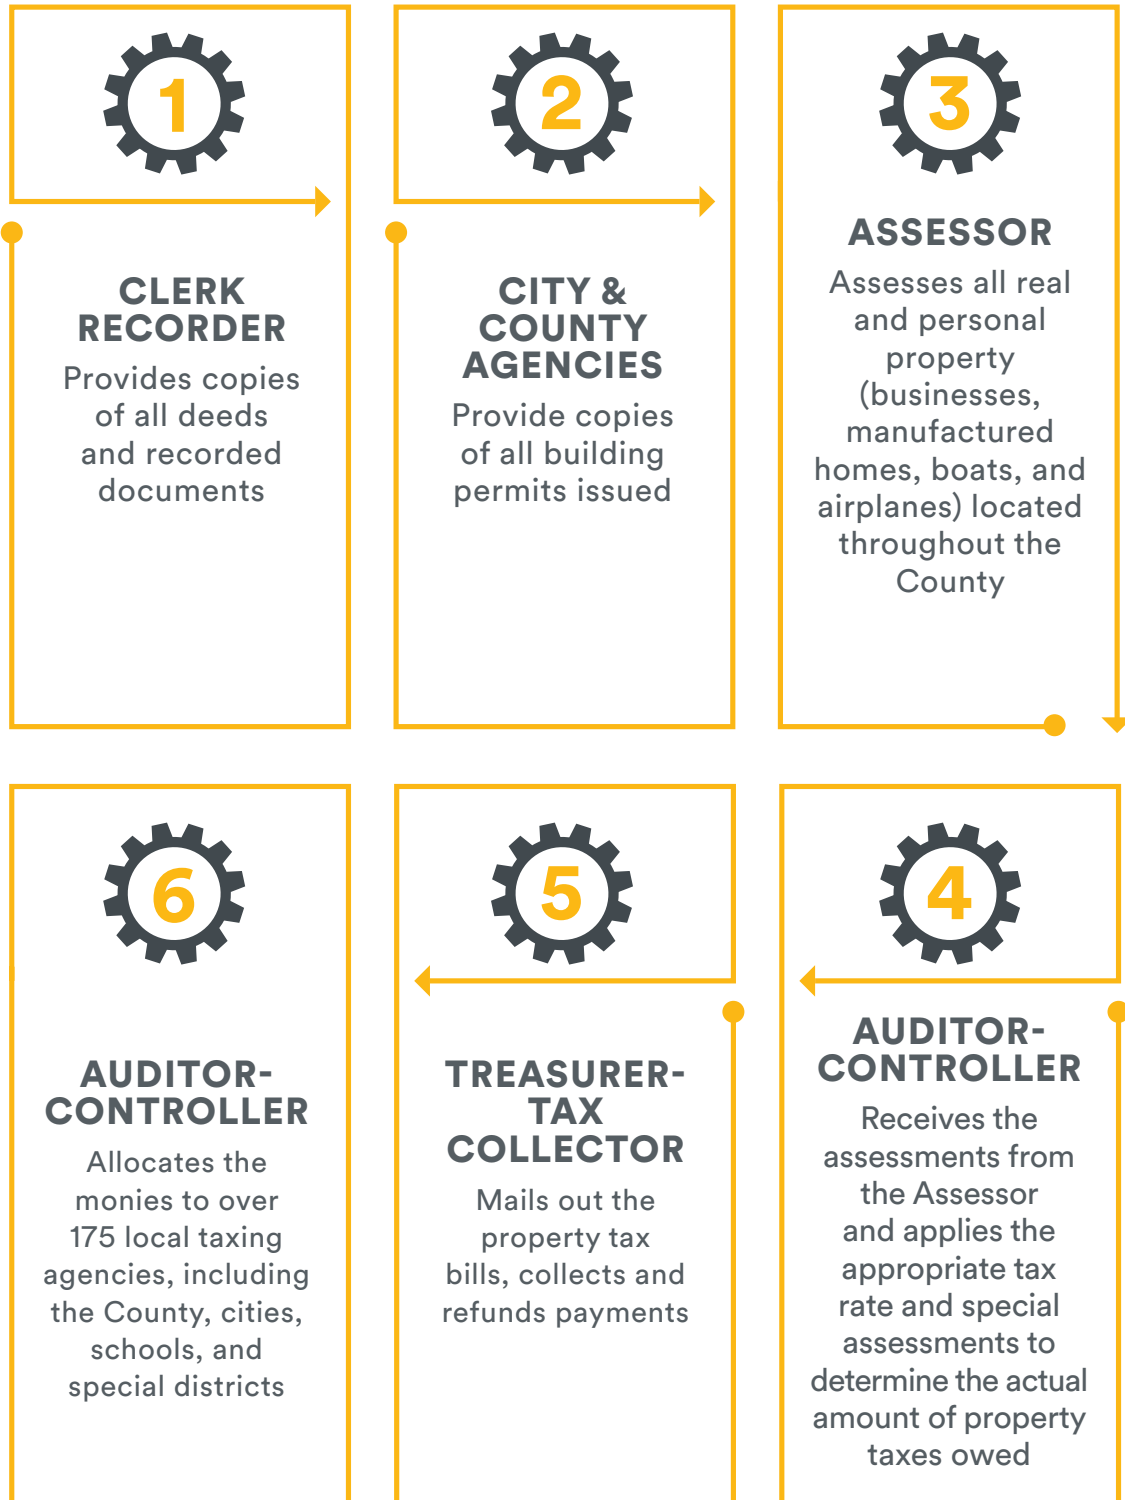 1
CLERK
RECORDER
Provides copies
of all deeds
and recorded
documents
2
CITY &
COUNTY
AGENCIES
Provide copies
of all building
permits issued
3
ASSESSOR
Assesses all real
and personal
property
(businesses,
manufactured
homes, boats, and
airplanes) located
throughout the
County
4
AUDITOR-
CONTROLLER
Receives the
assessments from
the Assessor
and applies the
appropriate tax
rate and special
assessments to
determine the actual
amount of property
taxes owed
5
TREASURER-
TAX
COLLECTOR
Mails out the
property tax
bills, collects and
refunds payments
6
AUDITOR-
CONTROLLER
Allocates the
monies to over
175 local taxing
agencies, including
the County, cities,
schools, and
special districts